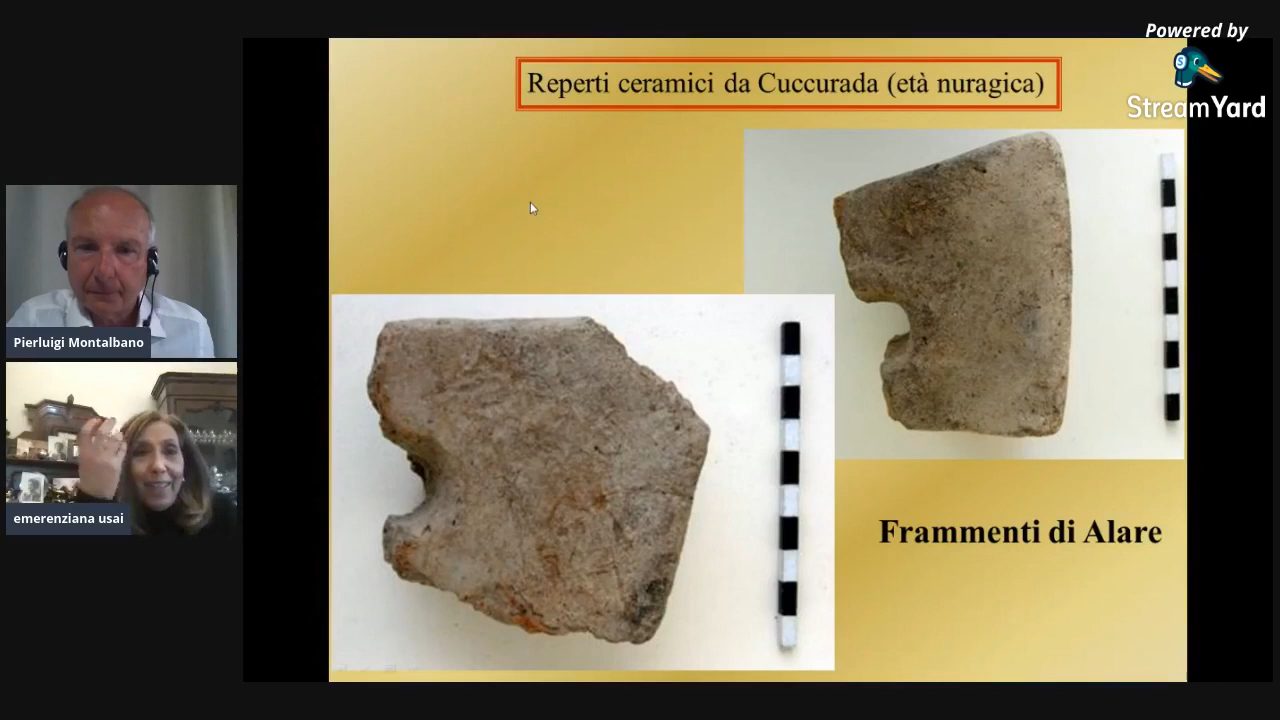 Powered by
StreamYard
Reperti ceramici da Cuccurada (età nuragica)
Pierluigi Montalbano
emerenziana usai
Frammenti di Alare